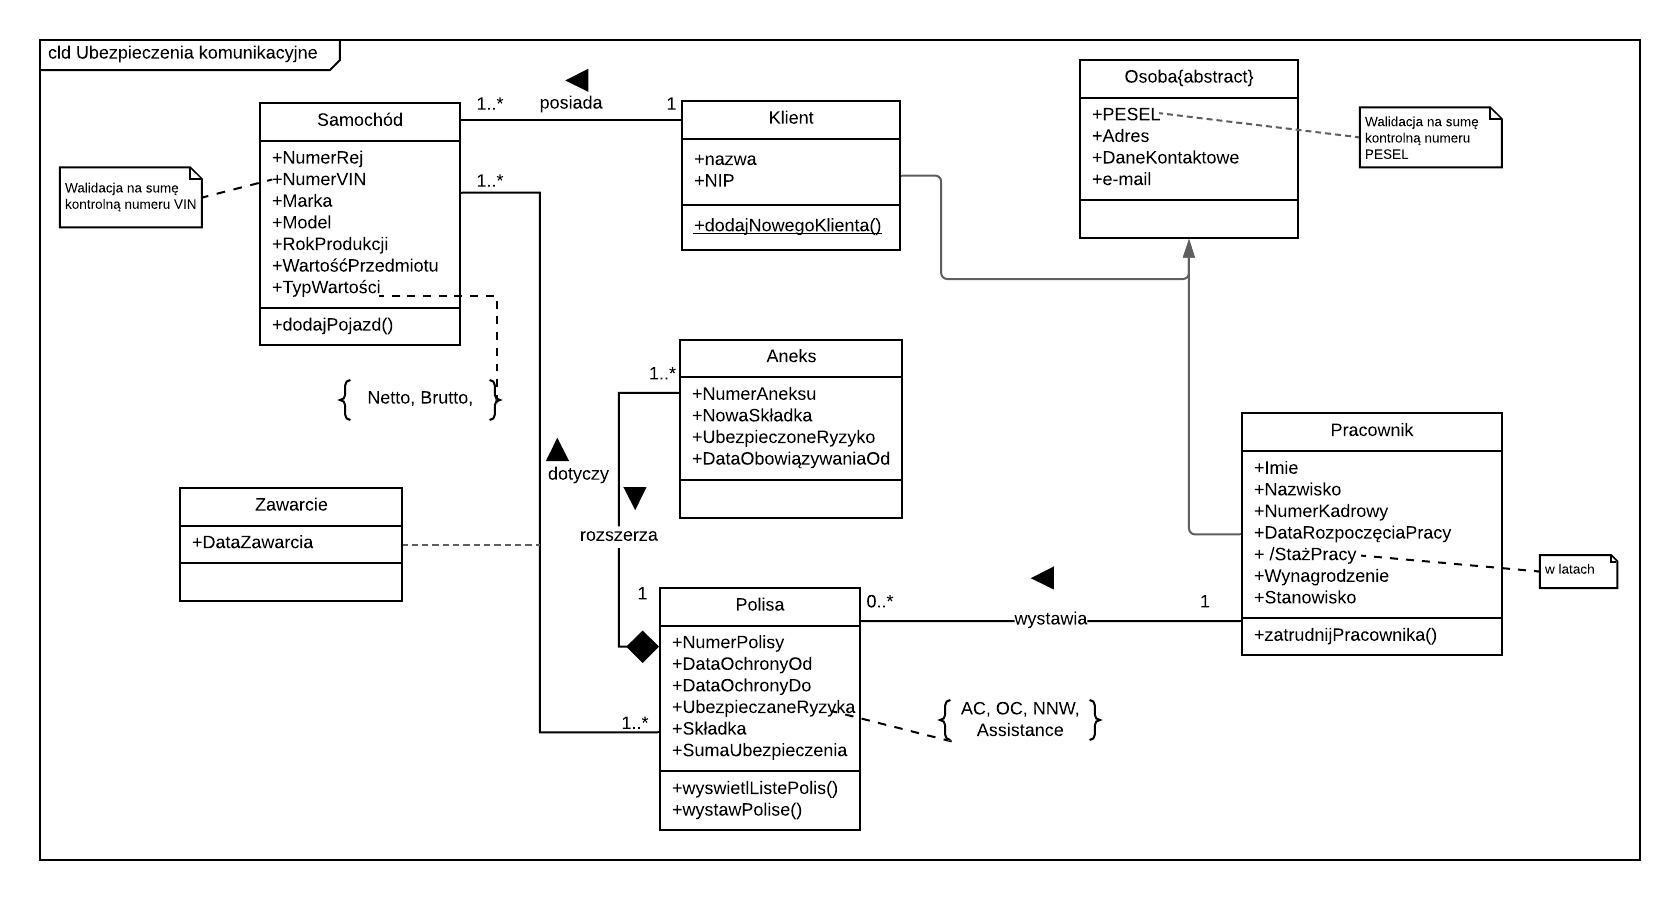 cld Ubezpieczenia komunikacyjne
posiada
1..*
1
Samochód
+NumerRej
+NumerVIN
+Marka
+Model
+RokProdukcji
+WartośćPrzedmiotu
+TypWartości
+dodajPojazd()
Walidacja na sumę
kontrolną numeru VIN
1..*
Netto, Brutto,
Klient
+nazwa
+NIP
+dodajNowegoKlienta()
Osoba{abstract}
+PESEL
+Adres
+DaneKontaktowe
+e-mail
Walidacja na sumę
kontrolną numeru
PESEL
Aneks
+NumerAneksu
+NowaSkładka
+UbezpieczoneRyzyko
+DataObowiązywaniaOd
1..*
dotyczy
rozszerza
1
Zawarcie
+DataZawarcia
Pracownik
+Imie
+Nazwisko
+NumerKadrowy
+DataRozpoczęciaPracy
+ /StażPracy
+Wynagrodzenie
+Stanowisko
+zatrudnijPracownika()
w latach
0..*
wystawia
1
Polisa
+NumerPolisy
+DataOchronyOd
+DataOchronyDo
+UbezpieczaneRyzyka
+Składka
+SumaUbezpieczenia
+wyswietlListePolis()
+wystawPolise()
1..*
AC, OC, NNW,
Assistance